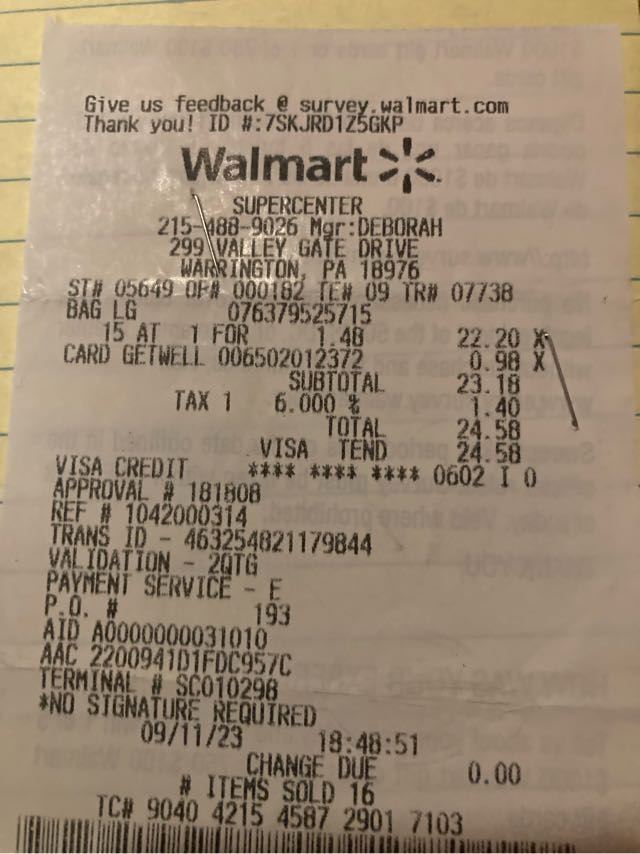 Give us feedback @ survey.walmart.com
Thank you! ID #:7SKJRD1Z5GKP
Walmart
SUPERCENTER
215-488-9026 Mgr:DEBORAH
299 VALLEY GATE DRIVE
WARRINGTON, PA 18976
ST# 05649 OP# 000182 TE# 09 TR# 07738
BAG LG 076379525715
15 AT 1 FOR 1.48 22.20 X
CARD GETWELL 006502012372 0.98 X
SUBTOTAL 23.18
TAX 1 6.000 % 1.40
TOTAL 24.58
VISA TEND 24.58
VISA CREDIT **** **** **** 0602 I 0
APPROVAL # 181808
REF # 1042000314
TRANS ID - 463254821179844
VALIDATION - 2QTG
PAYMENT SERVICE - E
P.O. # 193
AID A0000000031010
AAC 2200941D1FDC957C
TERMINAL # SC010298
*NO SIGNATURE REQUIRED
09/11/23 18:48:51
CHANGE DUE 0.00
# ITEMS SOLD 16
TC# 9040 4215 4587 2901 7103